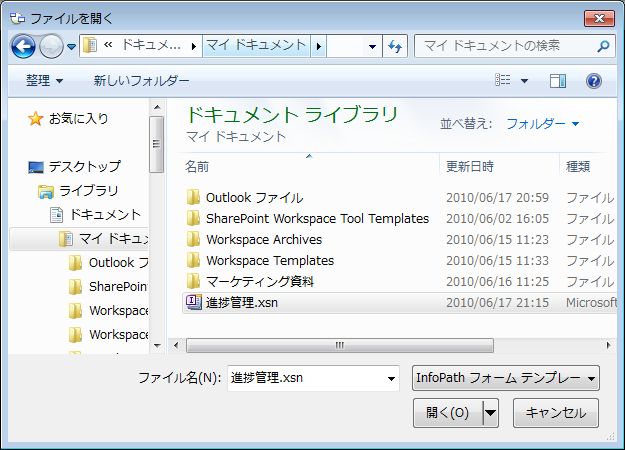 ファイルを開く
« ドキュメ... マイ ドキュメント マイ ドキュメントの検索
整理 新しいフォルダー
お気に入り
デスクトップ
ライブラリ
ドキュメント
マイ ドキュメ
Outlook フ
SharePoint
Workspace
Workspace
ドキュメント ライブラリ
マイ ドキュメント
並べ替え: フォルダー
名前 更新日時 種類
Outlook ファイル 2010/06/17 20:59 ファイル
SharePoint Workspace Tool Templates 2010/06/02 16:05 ファイル
Workspace Archives 2010/06/15 11:23 ファイル
Workspace Templates 2010/06/15 11:33 ファイル
マーケティング資料 2010/06/16 11:25 ファイル
進捗管理.xsn 2010/06/17 21:15 Microsoft
ファイル名(N): 進捗管理.xsn InfoPath フォーム テンプレー
開く(O) キャンセル